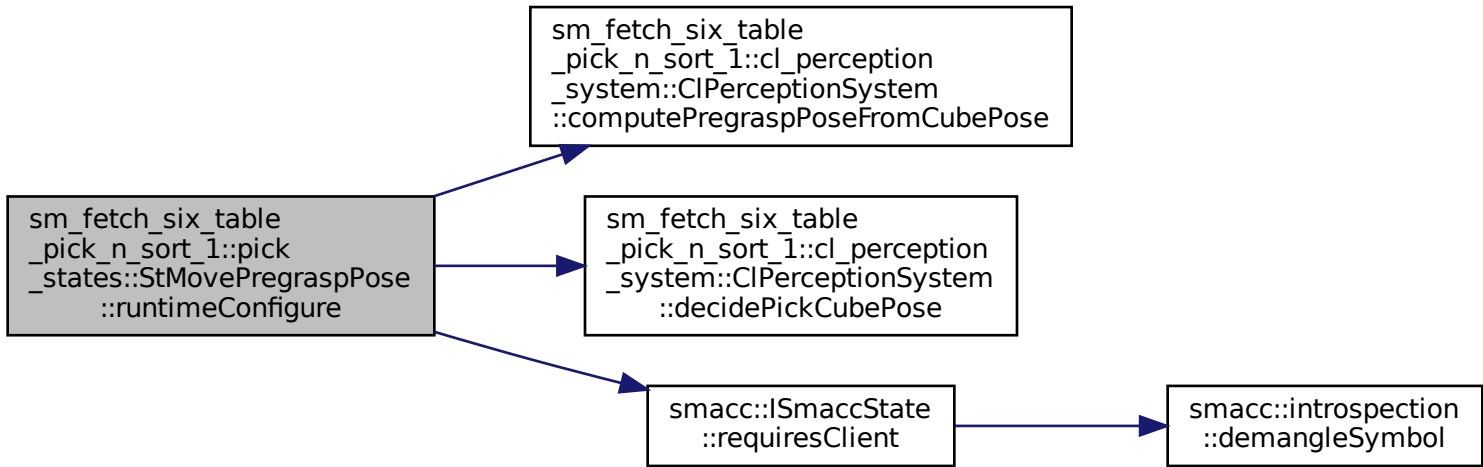 sm_fetch_six_table
_pick_n_sort_1::cl_perception
_system::ClPerceptionSystem
::computePregraspPoseFromCubePose
sm_fetch_six_table
_pick_n_sort_1::pick
_states::StMovePregraspPose
::runtimeConfigure
sm_fetch_six_table
_pick_n_sort_1::cl_perception
_system::ClPerceptionSystem
::decidePickCubePose
smacc::ISmaccState
::requiresClient
smacc::introspection
::demangleSymbol